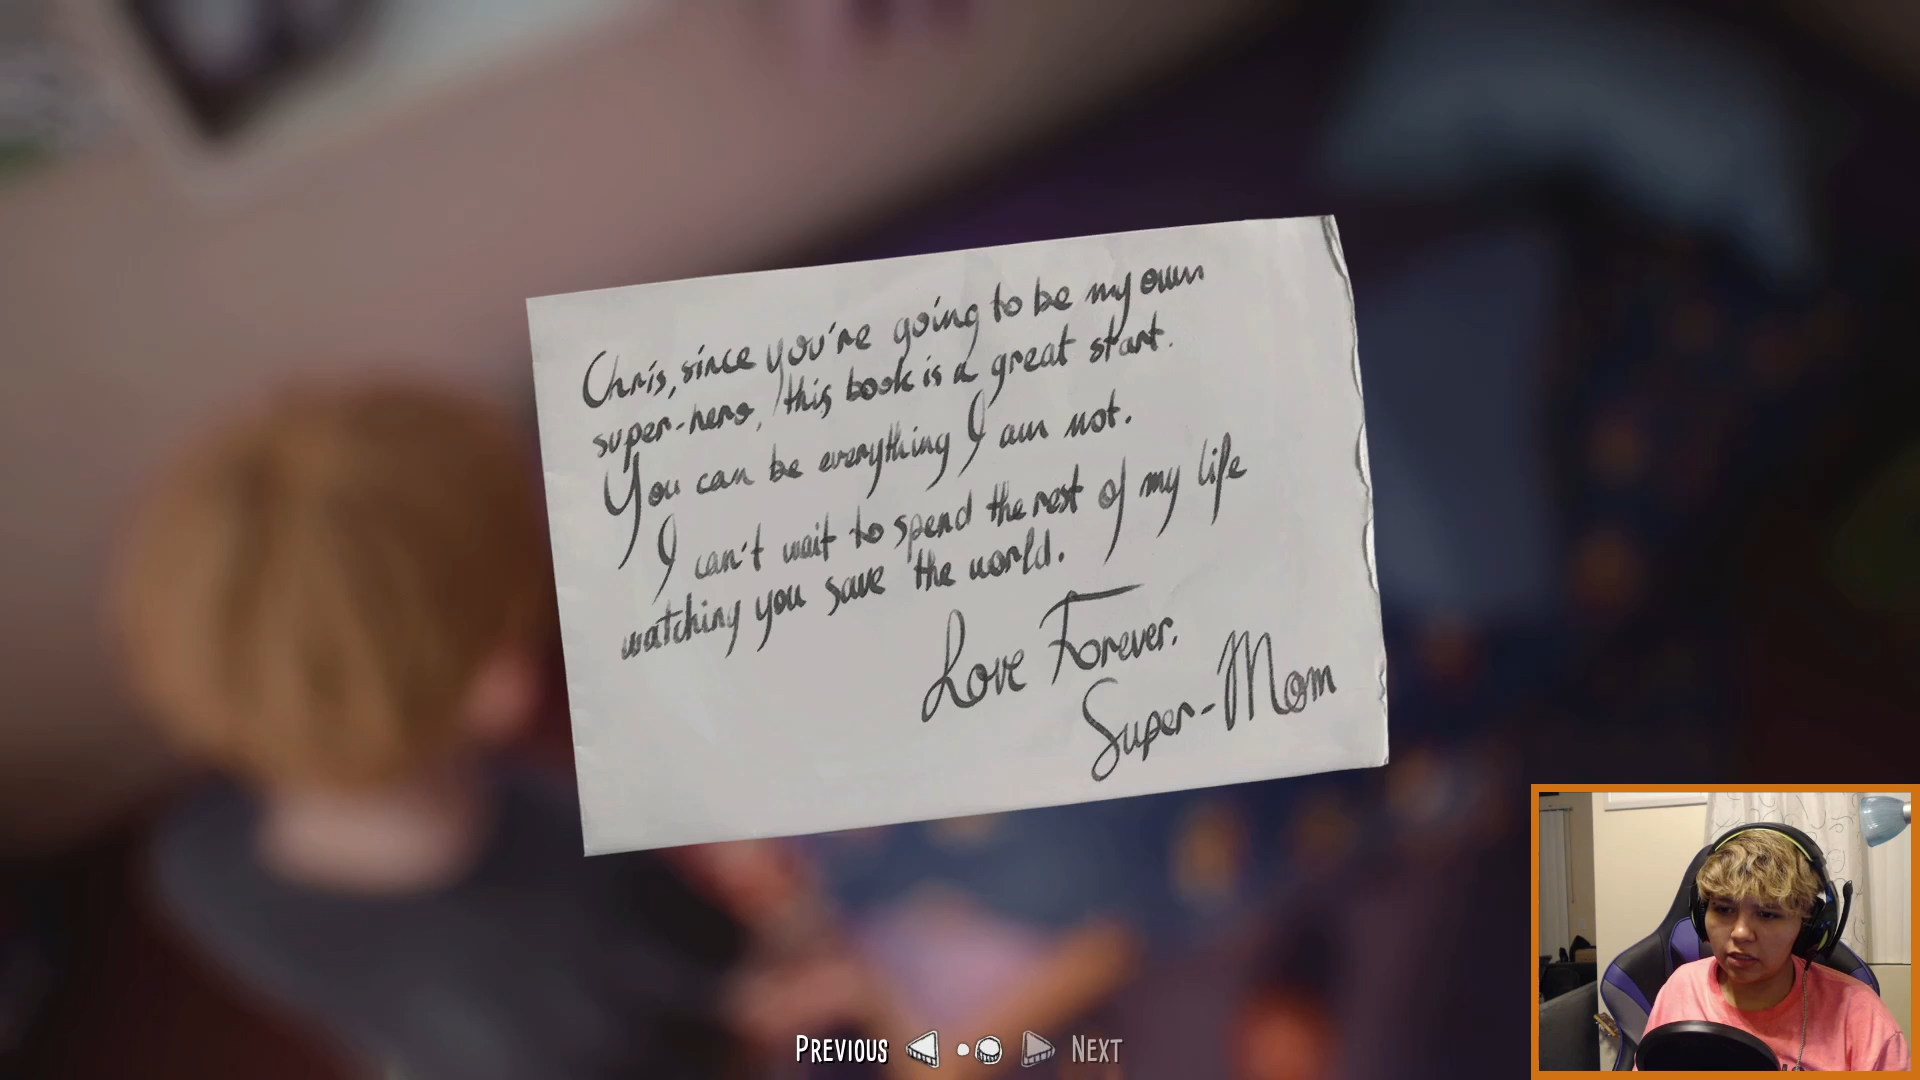 Chris, since you're going to be my own
super-hero, this book is a great start.
You can be everything I am not.
I can't wait to spend the rest of my life
watching you save the world.
Love Forever.
Super-Mom
PREVIOUS
NEXT